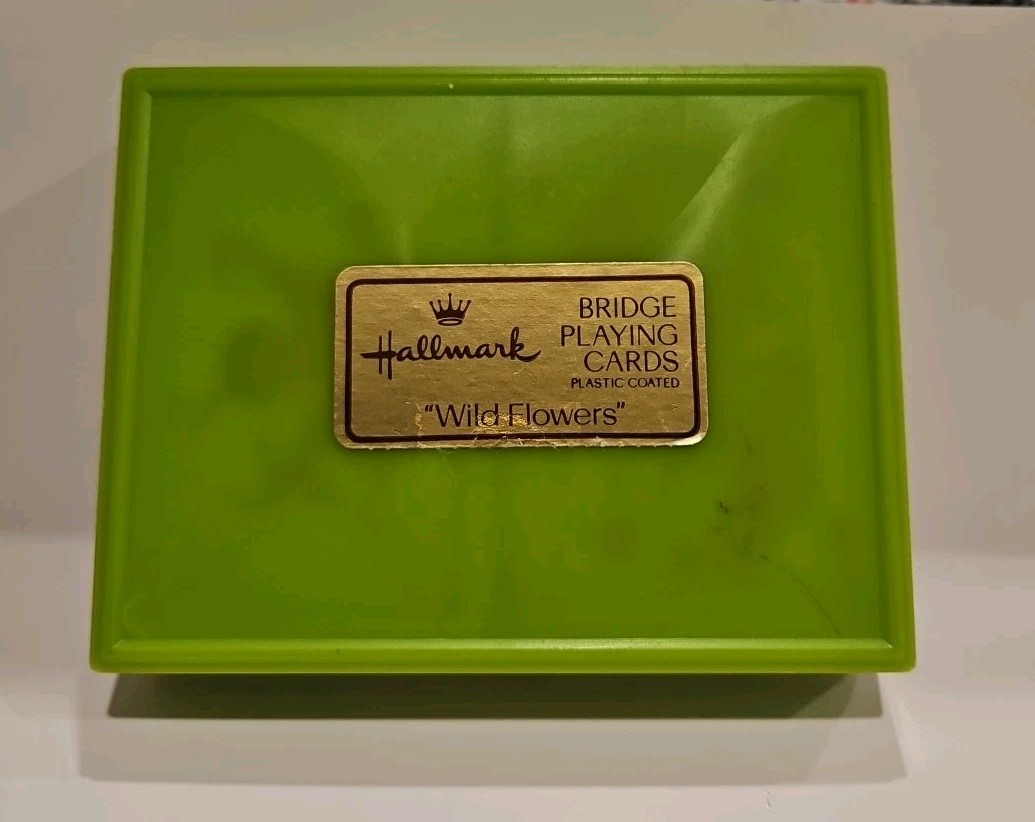 Hallmark
BRIDGE
PLAYING
CARDS
PLASTIC COATED
"Wild Flowers"